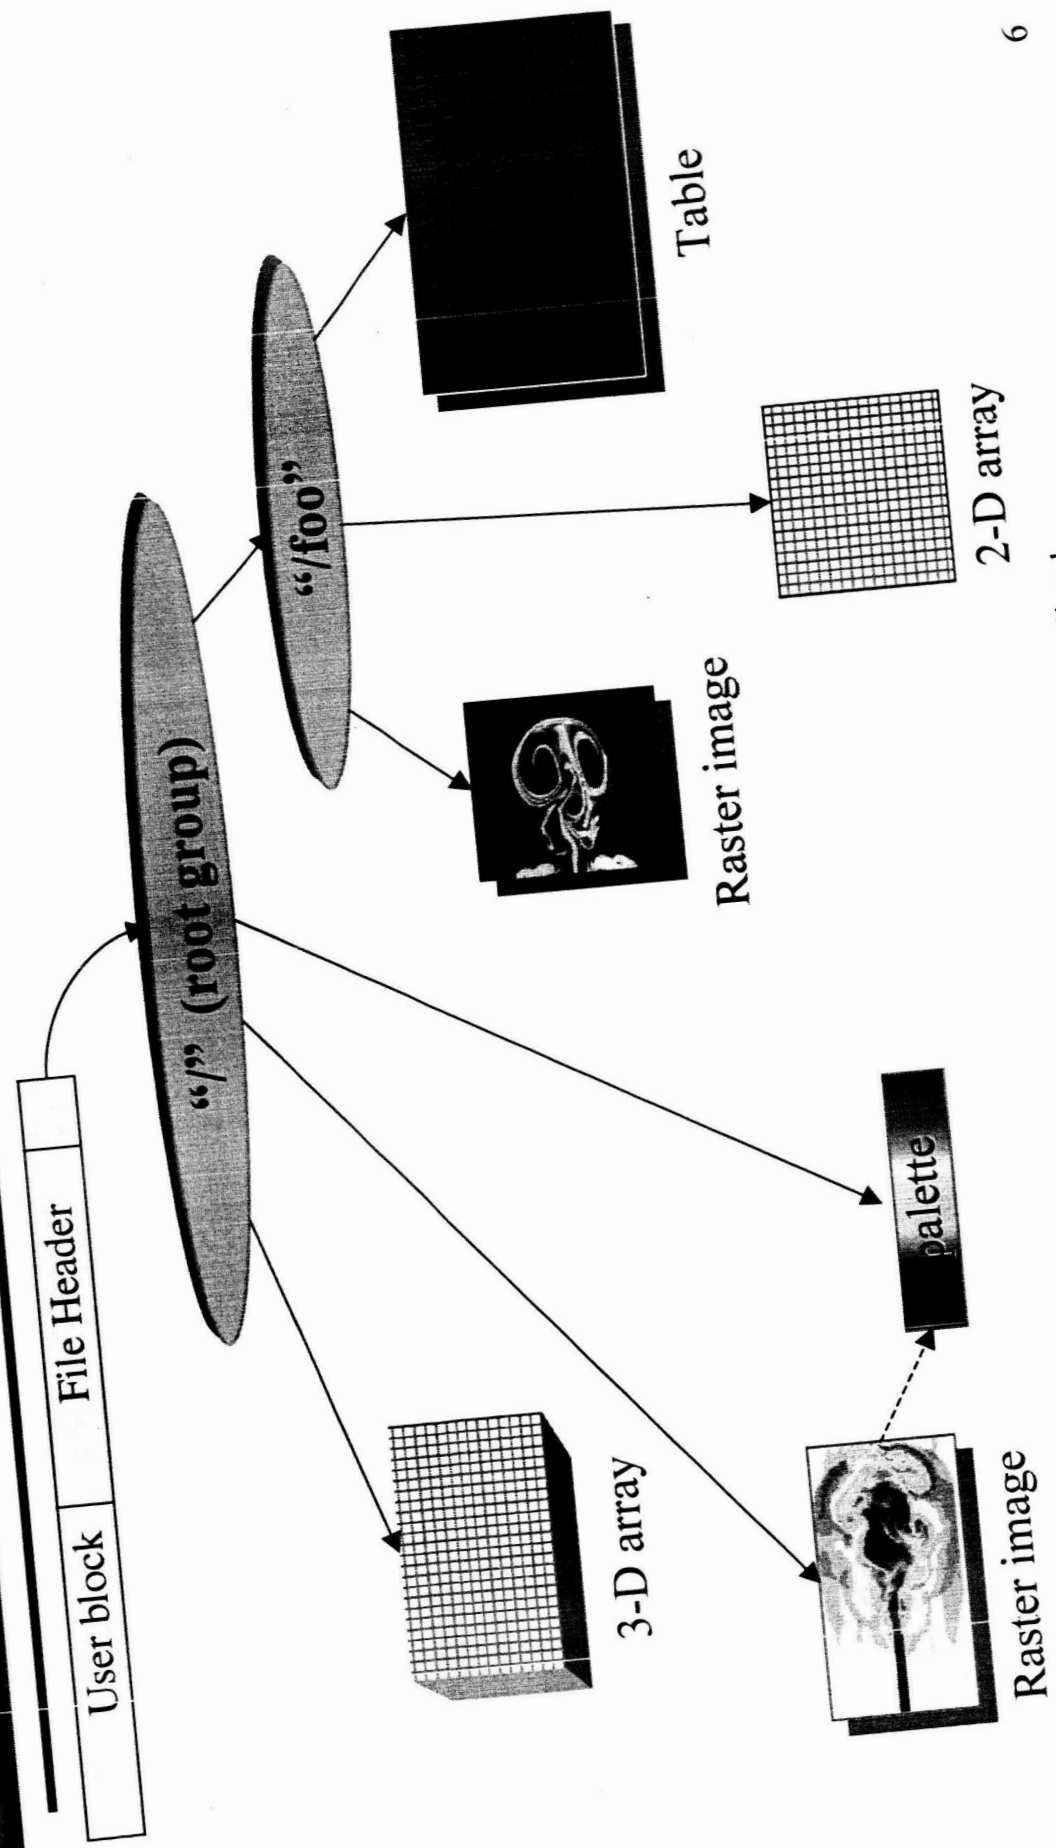 User block File Header
“/” (root group)
“/foo”
3-D array
Raster image
palette
Raster image
2-D array
Table
6